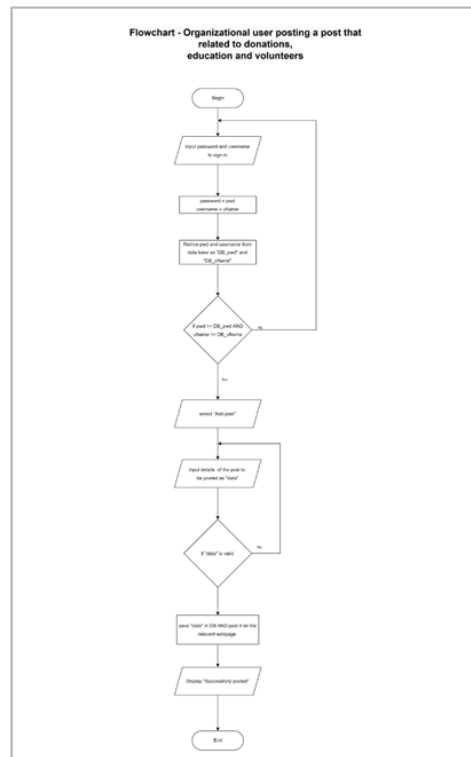 Flowchart - Organizational user posting a post that
related to donations,
education and volunteers
Begin
Input password and username
to sign in
password = pwd
username = uName
Retrive pwd and username from
data base as "DB_pwd" and
"DB_uName"
if pwd == DB_pwd AND
uName == DB_uName
No
Yes
select "Add post"
Input details of the post to
be posted as "data"
if "data" is valid
No
save "data" in DB AND post it on the
relevant webpage
Display "Successfully posted"
End